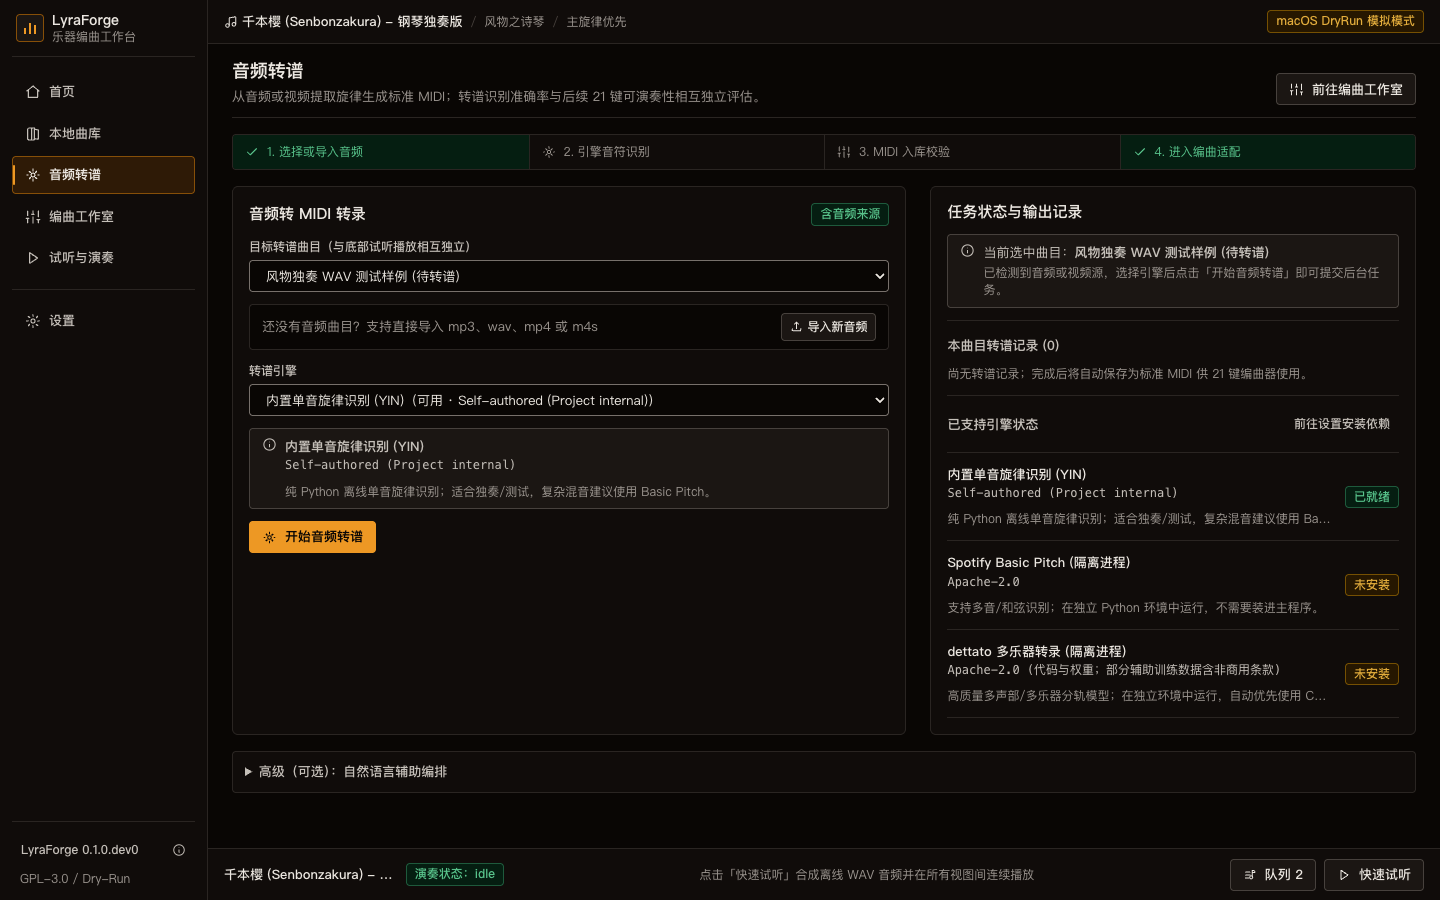 LyraForge
乐器编曲工作台
首页
本地曲库
音频转谱
编曲工作室
试听与演奏
设置
LyraForge 0.1.0.dev0
GPL-3.0 / Dry-Run
千本樱 (Senbonzakura) - 钢琴独奏版 / 风物之诗琴 / 主旋律优先
macOS DryRun 模拟模式
音频转谱
从音频或视频提取旋律生成标准 MIDI；转谱识别准确率与后续 21 键可演奏性相互独立评估。
前往编曲工作室
1. 选择或导入音频
2. 引擎音符识别
3. MIDI 入库校验
4. 进入编曲适配
音频转 MIDI 转录
含音频来源
目标转谱曲目（与底部试听播放相互独立）
风物独奏 WAV 测试样例 (待转谱)
还没有音频曲目？支持直接导入 mp3、wav、mp4 或 m4s
导入新音频
转谱引擎
内置单音旋律识别 (YIN)（可用 · Self-authored (Project internal)）
内置单音旋律识别 (YIN)
Self-authored (Project internal)
纯 Python 离线单音旋律识别；适合独奏/测试，复杂混音建议使用 Basic Pitch。
开始音频转谱
任务状态与输出记录
当前选中曲目：风物独奏 WAV 测试样例 (待转谱)
已检测到音频或视频源，选择引擎后点击「开始音频转谱」即可提交后台任
务。
本曲目转谱记录 (0)
尚无转谱记录；完成后将自动保存为标准 MIDI 供 21 键编曲器使用。
已支持引擎状态
前往设置安装依赖
内置单音旋律识别 (YIN)
Self-authored (Project internal)
纯 Python 离线单音旋律识别；适合独奏/测试，复杂混音建议使用 Ba...
已就绪
Spotify Basic Pitch (隔离进程)
Apache-2.0
支持多音/和弦识别；在独立 Python 环境中运行，不需要装进主程序。
未安装
dettato 多乐器转录 (隔离进程)
Apache-2.0 (代码与权重；部分辅助训练数据含非商用条款)
高质量多声部/多乐器分轨模型；在独立环境中运行，自动优先使用 C...
未安装
高级（可选）：自然语言辅助编排
千本樱 (Senbonzakura) - ...
演奏状态：idle
点击「快速试听」合成离线 WAV 音频并在所有视图间连续播放
队列 2
快速试听